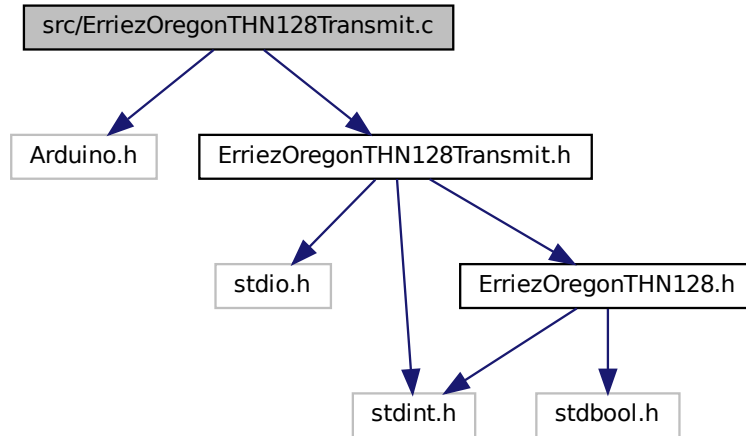 src/ErriezOregonTHN128Transmit.c
Arduino.h
ErriezOregonTHN128Transmit.h
stdio.h
ErriezOregonTHN128.h
stdint.h
stdbool.h